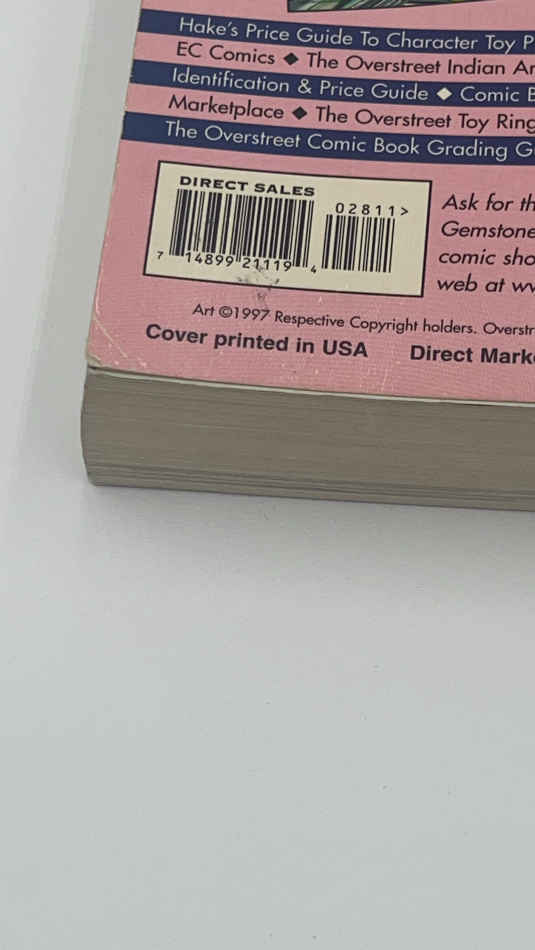 Hake's Price Guide To Character Toy P
EC Comics ◆ The Overstreet Indian Ar
Identification & Price Guide ◆ Comic B
Marketplace ◆ The Overstreet Toy Ring
The Overstreet Comic Book Grading G
DIRECT SALES
02811>
7 14899 21119 4
Ask for th
Gemstone
comic sho
web at ww
Art ©1997 Respective Copyright holders. Overstr
Cover printed in USA Direct Mark